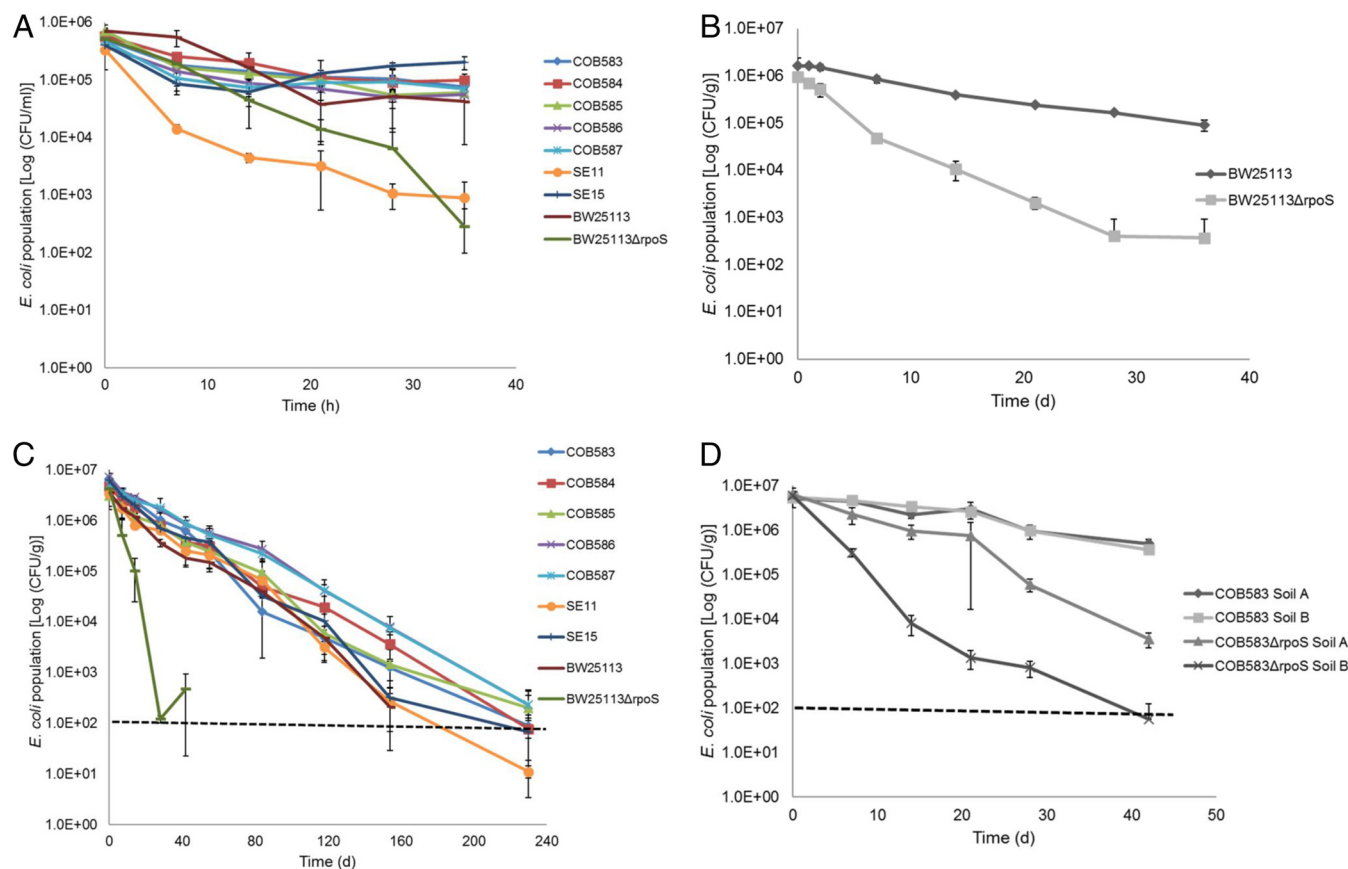 A
E. coli population [Log (CFU/ml)]
1.0E+06
1.0E+05
1.0E+04
1.0E+03
1.0E+02
1.0E+01
1.0E+00
0 10 20 30 40
Time (h)
COB583
COB584
COB585
COB586
COB587
SE11
SE15
BW25113
BW25113ΔrpoS
B
E. coli population [Log (CFU/g)]
1.0E+07
1.0E+06
1.0E+05
1.0E+04
1.0E+03
1.0E+02
1.0E+01
1.0E+00
0 10 20 30 40
Time (d)
BW25113
BW25113ΔrpoS
C
E. coli population [Log (CFU/g)]
1.0E+07
1.0E+06
1.0E+05
1.0E+04
1.0E+03
1.0E+02
1.0E+01
1.0E+00
0 40 80 120 160 200 240
Time (d)
COB583
COB584
COB585
COB586
COB587
SE11
SE15
BW25113
BW25113ΔrpoS
D
E. coli population [Log (CFU/g)]
1.0E+07
1.0E+06
1.0E+05
1.0E+04
1.0E+03
1.0E+02
1.0E+01
1.0E+00
0 10 20 30 40 50
Time (d)
COB583 Soil A
COB583 Soil B
COB583ΔrpoS Soil A
COB583ΔrpoS Soil B